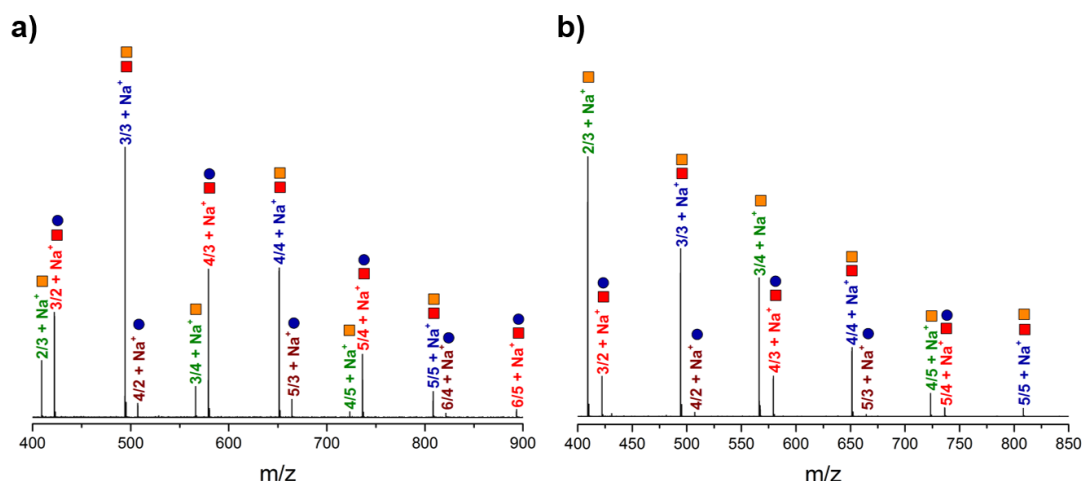 a)
2/3 + Na⁺
3/2 + Na⁺
3/3 + Na⁺
4/2 + Na⁺
3/4 + Na⁺
4/3 + Na⁺
4/4 + Na⁺
5/3 + Na⁺
4/5 + Na⁺
5/4 + Na⁺
5/5 + Na⁺
6/4 + Na⁺
6/5 + Na⁺
400 500 600 700 800 900
m/z
b)
2/3 + Na⁺
3/2 + Na⁺
3/3 + Na⁺
4/2 + Na⁺
3/4 + Na⁺
4/3 + Na⁺
4/4 + Na⁺
5/3 + Na⁺
4/5 + Na⁺
5/4 + Na⁺
5/5 + Na⁺
400 450 500 550 600 650 700 750 800 850
m/z